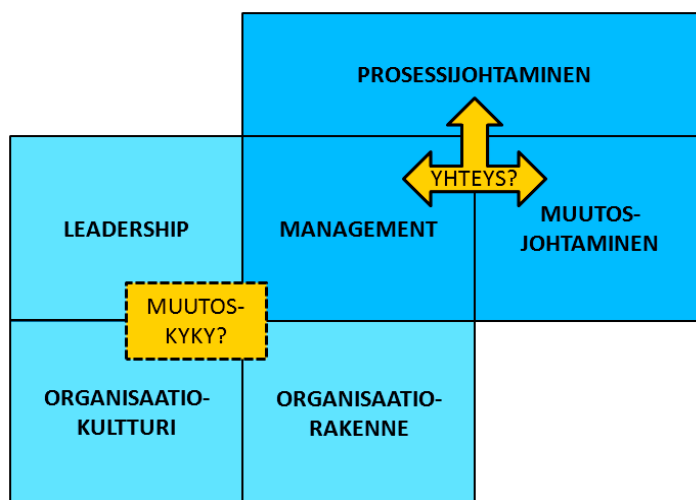 PROSESSIJOHTAMINEN
YHTEYS?
LEADERSHIP
MANAGEMENT
MUUTOS-
JOHTAMINEN
MUUTOS-
KYKY?
ORGANISAATIO-
KULTTURI
ORGANISAATIO-
RAKENNE